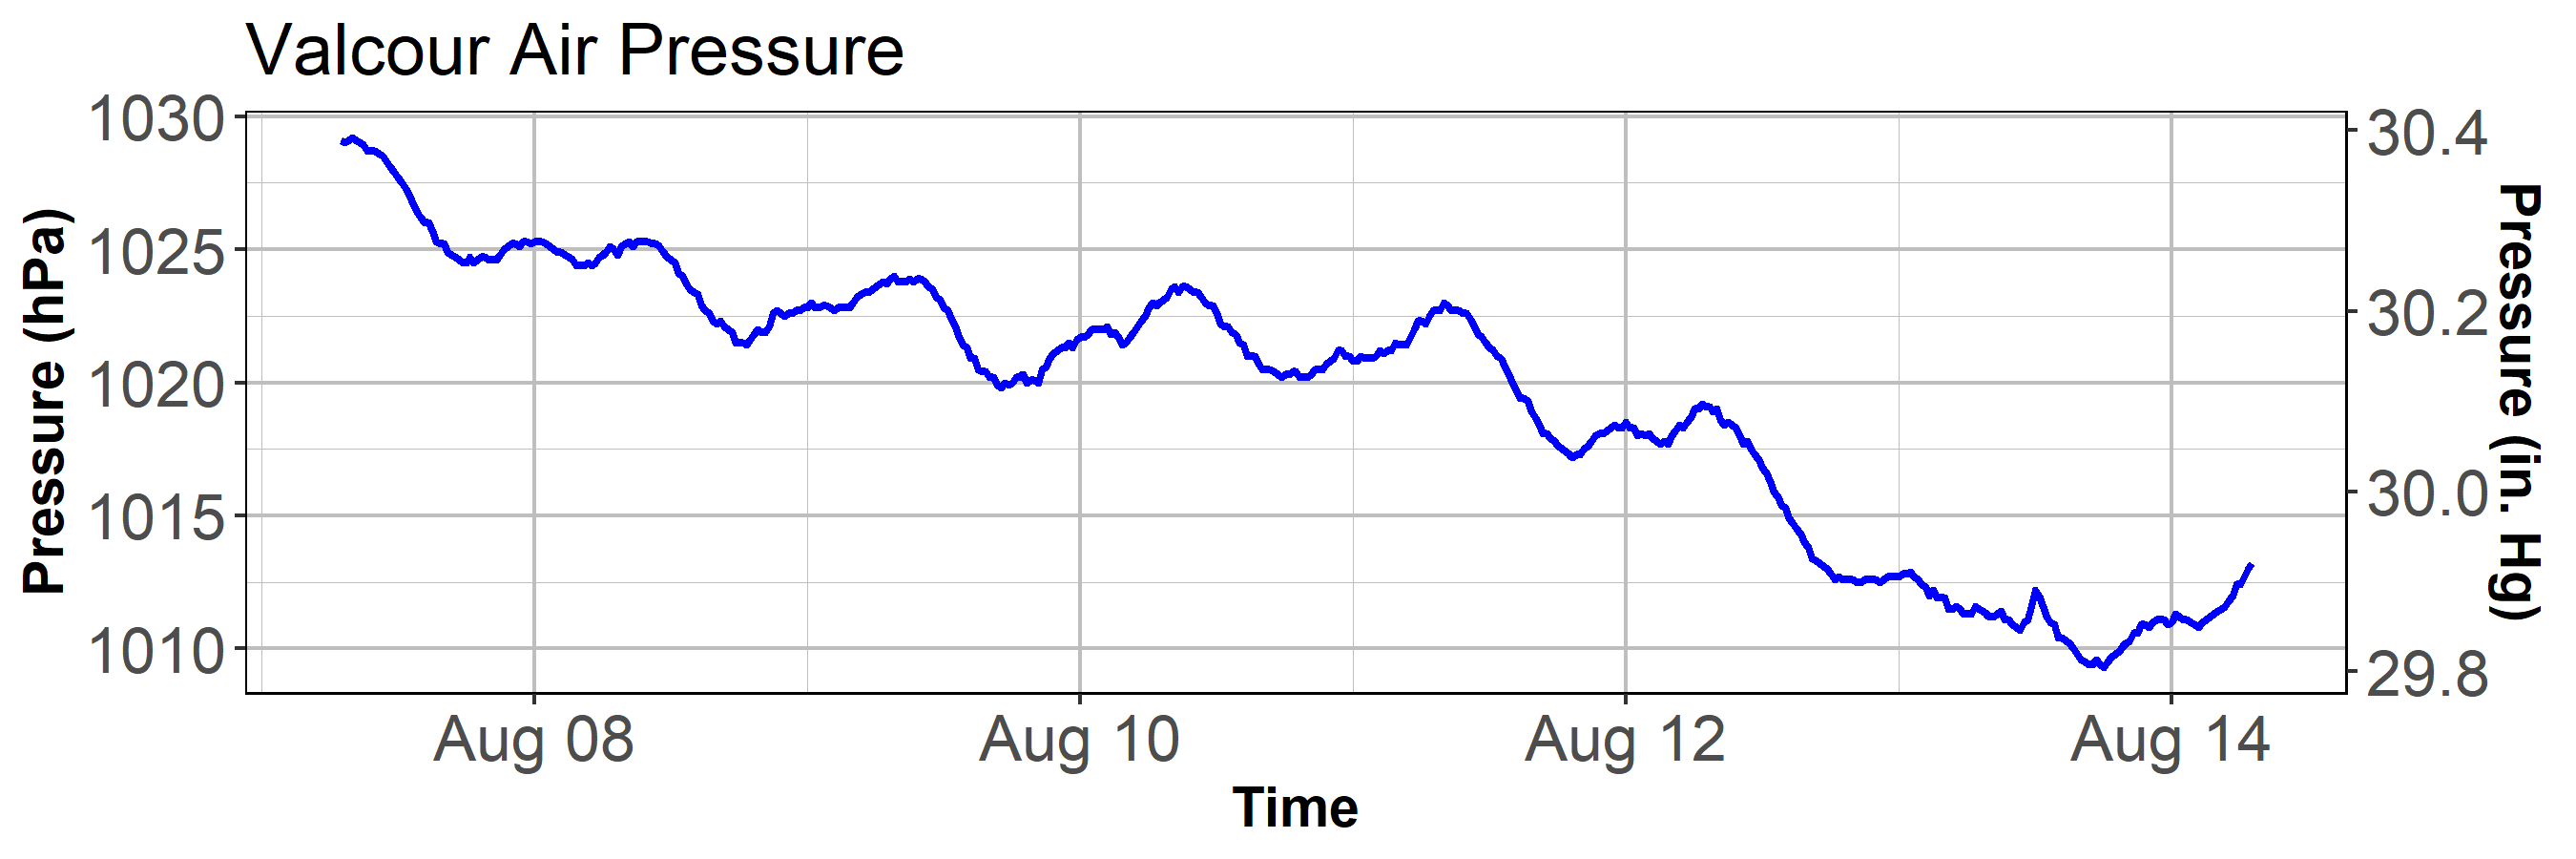 Valcour Air Pressure
1030
1025
1020
1015
1010
Pressure (hPa)
30.4
30.2
30.0
29.8
Pressure (in. Hg)
Aug 08
Aug 10
Aug 12
Aug 14
Time